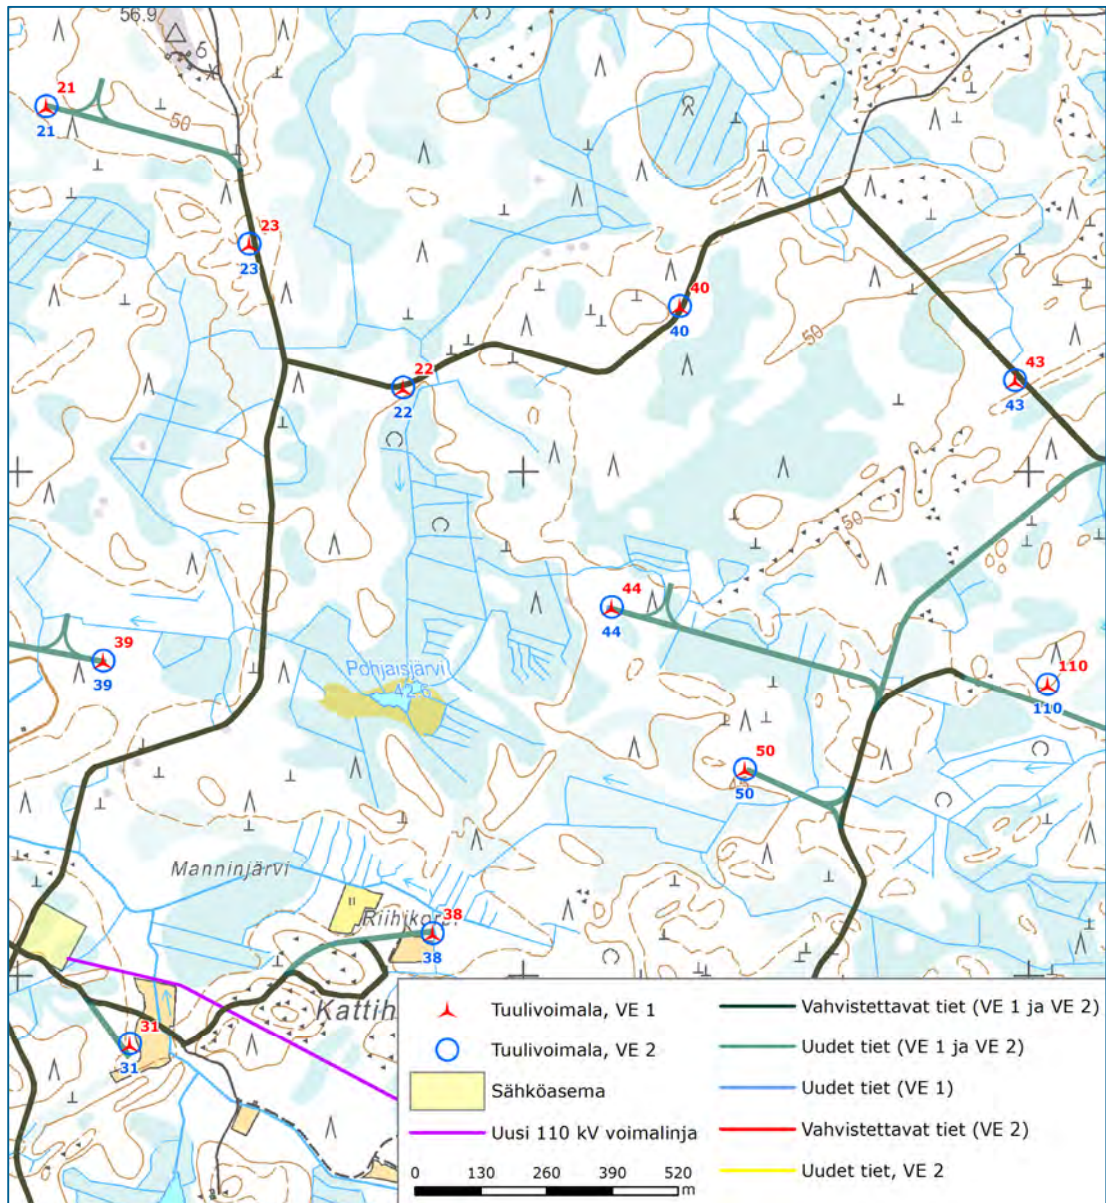 56.9
6
21
21
50
23
23
40
40
22
22
43
43
50
50
44
44
39
39
Pohjaisjärvi
42.6
110
110
50
50
Manninjärvi
38
38
31
31
Tuulivoimala, VE 1
Tuulivoimala, VE 2
Sähköasema
Uusi 110 kV voimalinja
0 130 260 390 520
m
Vahvistettavat tiet (VE 1 ja VE 2)
Uudet tiet (VE 1 ja VE 2)
Uudet tiet (VE 1)
Vahvistettavat tiet (VE 2)
Uudet tiet, VE 2